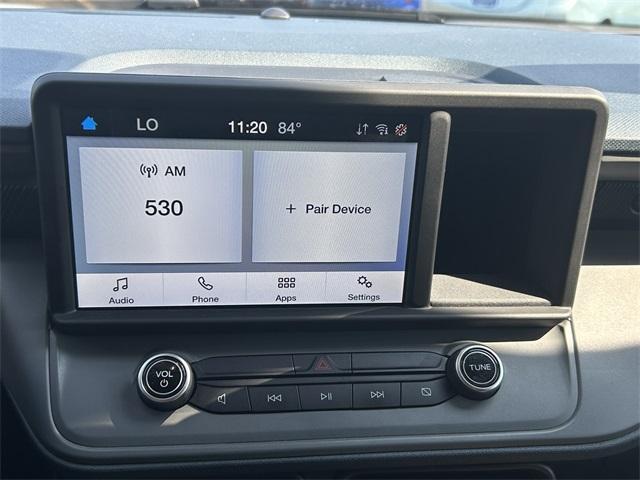 LO 11:20 84°
AM
530
+ Pair Device
Audio Phone Apps Settings
VOL
TUNE